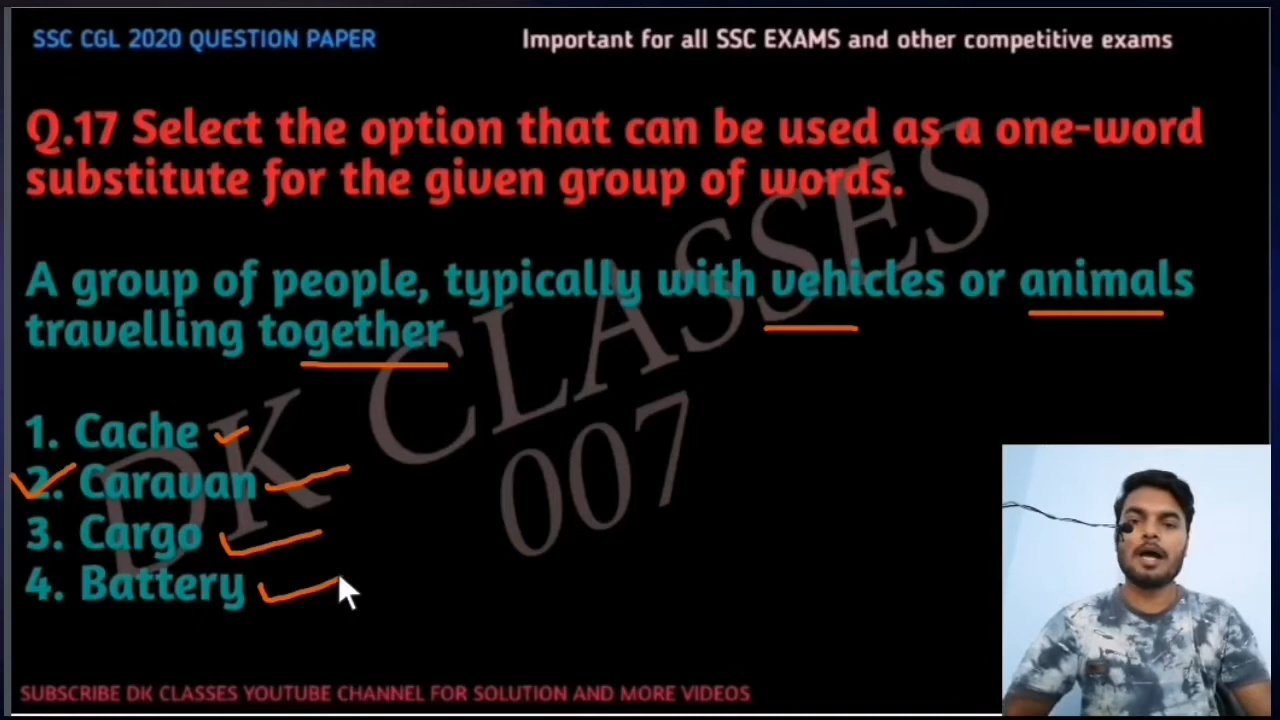 SSC CGL 2020 QUESTION PAPER
Important for all SSC EXAMS and other competitive exams
Q.17 Select the option that can be used as a one-word
substitute for the given group of words.
A group of people, typically with vehicles or animals
travelling together
1. Cache
2. Caravan
3. Cargo
4. Battery
DK CLASSES
007
SUBSCRIBE DK CLASSES YOUTUBE CHANNEL FOR SOLUTION AND MORE VIDEOS